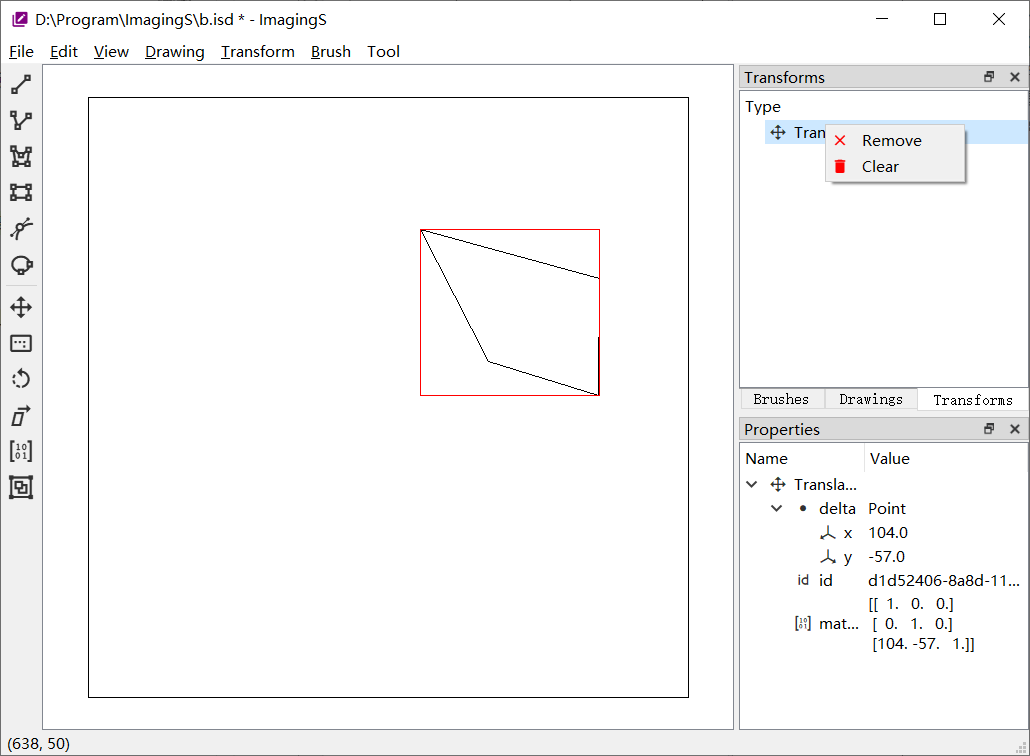 D:\Program\ImagingS\b.isd * - ImagingS
File Edit View Drawing Transform Brush Tool
Transforms
Type
Tran
Remove
Clear
Brushes Drawings Transforms
Properties
Name Value
Transla...
delta Point
x 104.0
y -57.0
id id d1d52406-8a8d-11...
[[ 1. 0. 0.]
mat... [ 0. 1. 0.]
[104. -57. 1.]]
(638, 50)